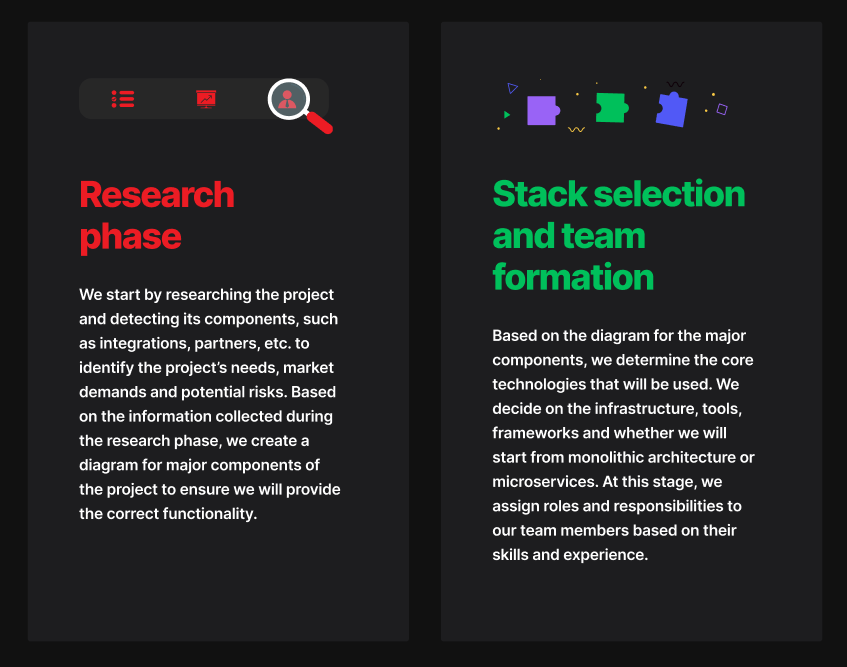 Research
phase
We start by researching the project
and detecting its components, such
as integrations, partners, etc. to
identify the project’s needs, market
demands and potential risks. Based
on the information collected during
the research phase, we create a
diagram for major components of
the project to ensure we will provide
the correct functionality.
Stack selection
and team
formation
Based on the diagram for the major
components, we determine the core
technologies that will be used. We
decide on the infrastructure, tools,
frameworks and whether we will
start from monolithic architecture or
microservices. At this stage, we
assign roles and responsibilities to
our team members based on their
skills and experience.